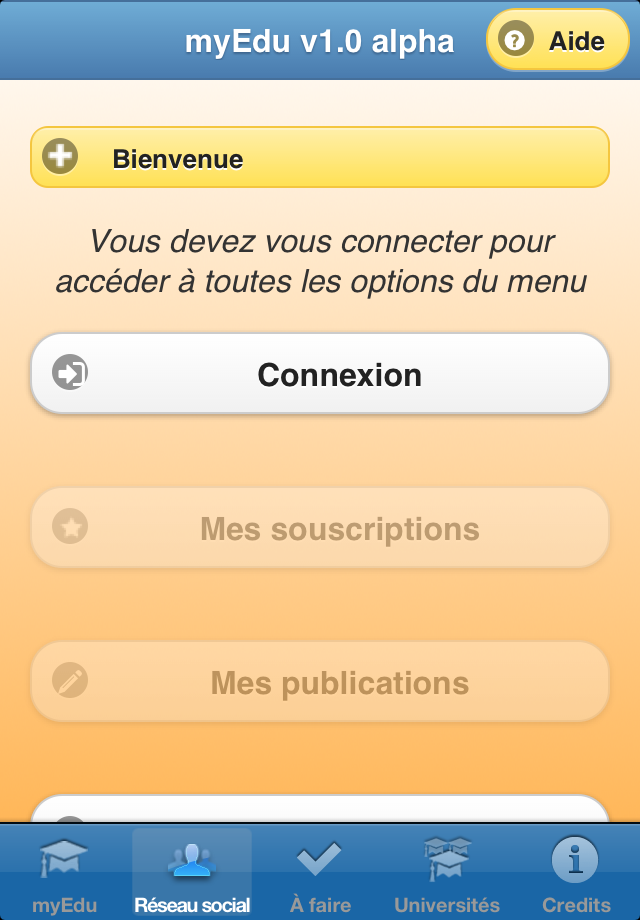 myEdu v1.0 alpha
Aide
Bienvenue
Vous devez vous connecter pour
accéder à toutes les options du menu
Connexion
Mes souscriptions
Mes publications
myEdu
Réseau social
À faire
Universités
Credits